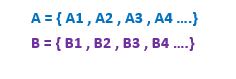 A = { A1 , A2 , A3 , A4 ….}
B = { B1 , B2 , B3 , B4 ….}